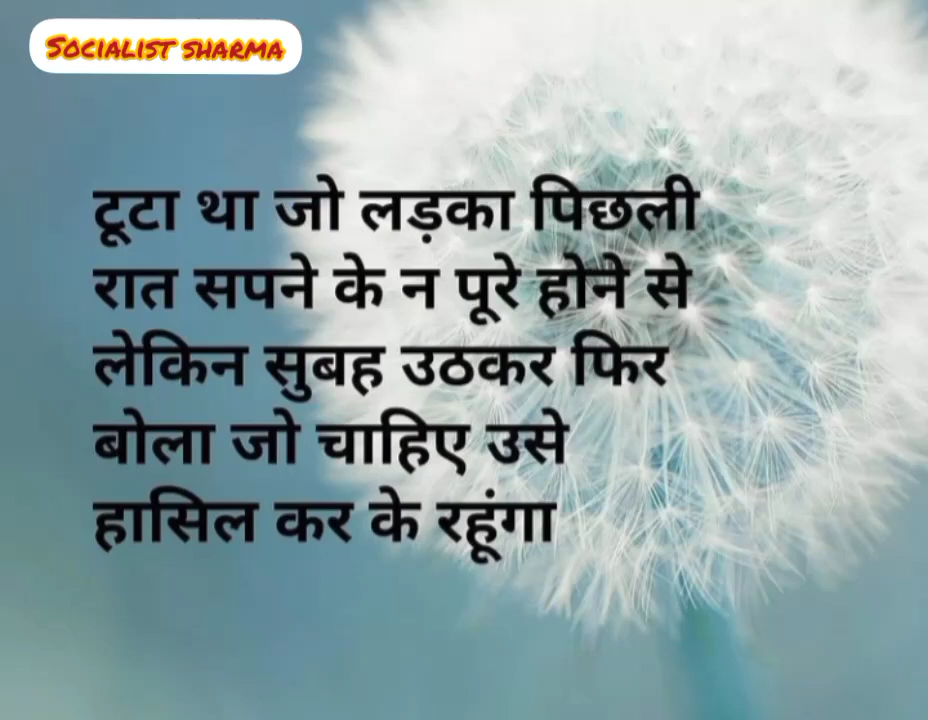 SOCIALIST SHARMA
टूटा था जो लड़का पिछली
रात सपने के न पूरे होने से
लेकिन सुबह उठकर फिर
बोला जो चाहिए उसे
हासिल कर के रहूंगा